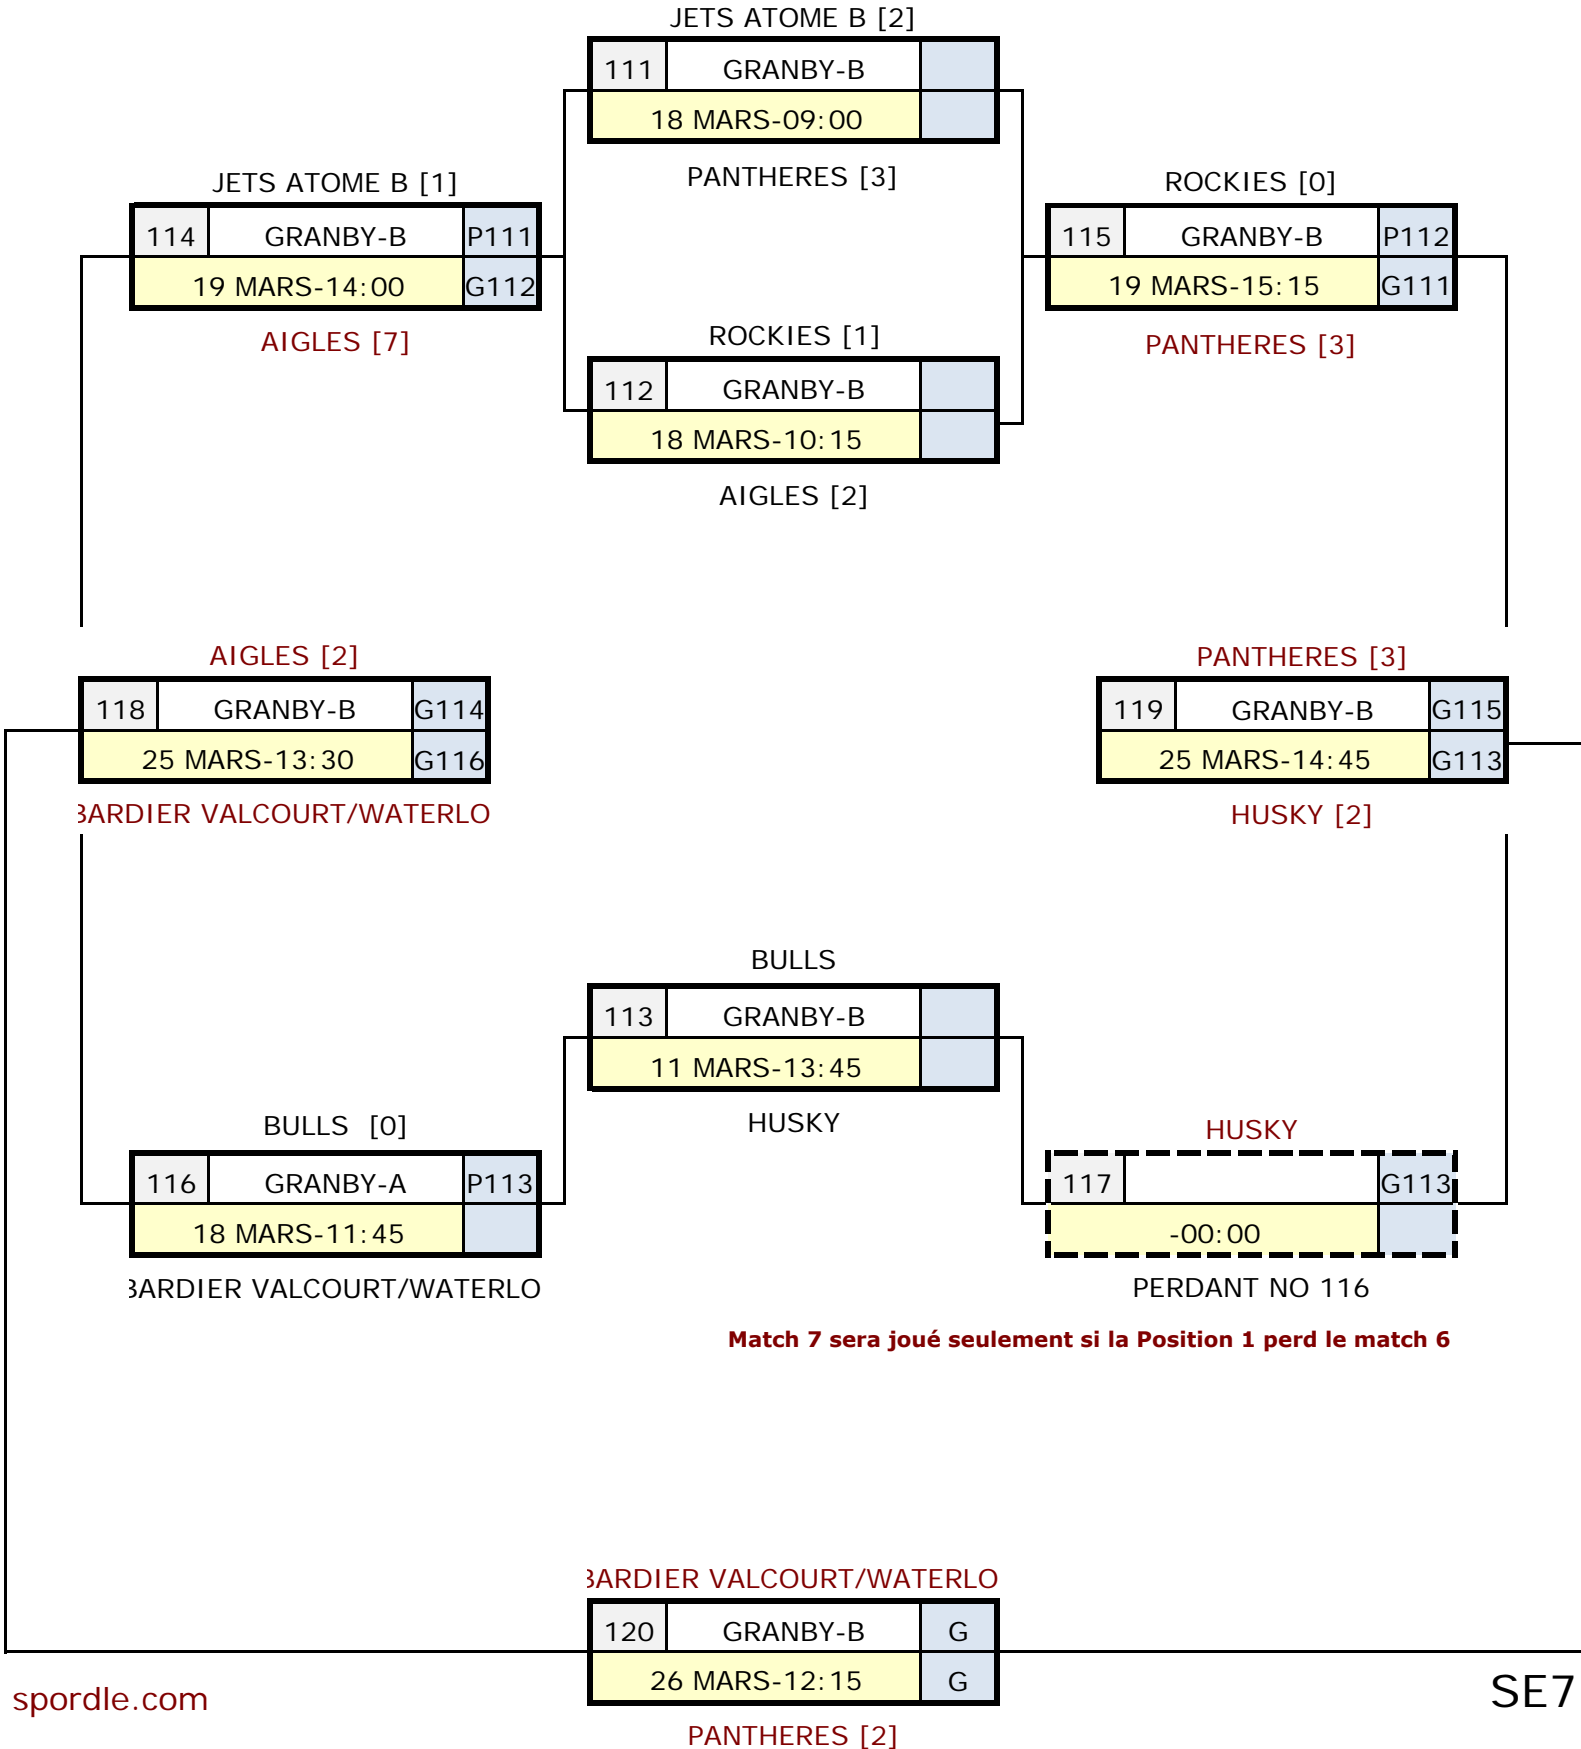 JETS ATOME B [2]
111 GRANBY-B
18 MARS-09:00
PANTHERES [3]
JETS ATOME B [1]
114 GRANBY-B P111
19 MARS-14:00 G112
AIGLES [7]
ROCKIES [0]
115 GRANBY-B P112
19 MARS-15:15 G111
PANTHERES [3]
ROCKIES [1]
112 GRANBY-B
18 MARS-10:15
AIGLES [2]
AIGLES [2]
118 GRANBY-B G114
25 MARS-13:30 G116
BARDIER VALCOURT/WATERLO
PANTHERES [3]
119 GRANBY-B G115
25 MARS-14:45 G113
HUSKY [2]
BULLS
113 GRANBY-B
11 MARS-13:45
HUSKY
BULLS [0]
116 GRANBY-A P113
18 MARS-11:45
BARDIER VALCOURT/WATERLO
HUSKY
117 G113
-00:00
PERDANT NO 116
Match 7 sera joué seulement si la Position 1 perd le match 6
BARDIER VALCOURT/WATERLO
120 GRANBY-B G
26 MARS-12:15 G
PANTHERES [2]
spordle.com
SE7